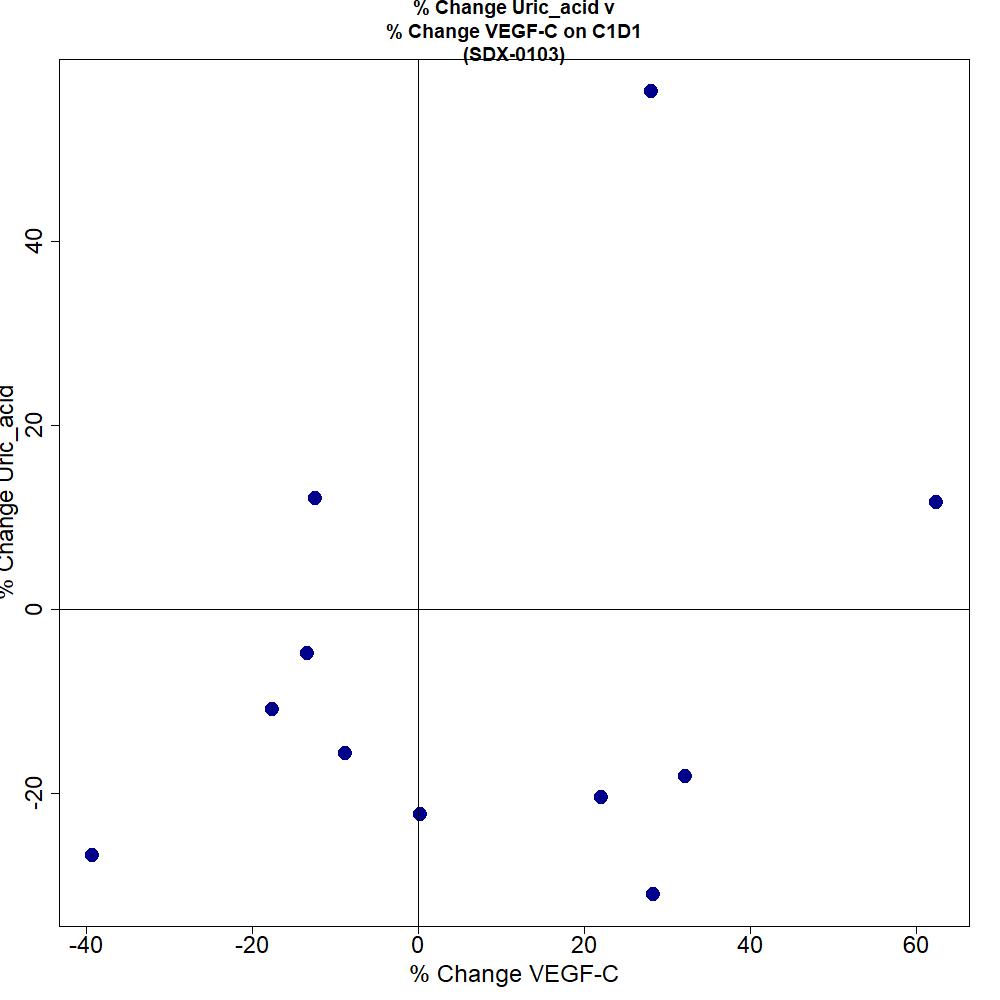 % Change Uric_acid v
% Change VEGF-C on C1D1
(SDX-0103)
% Change Uric_acid
40
20
0
-20
-40
-20
0
20
40
60
% Change VEGF-C